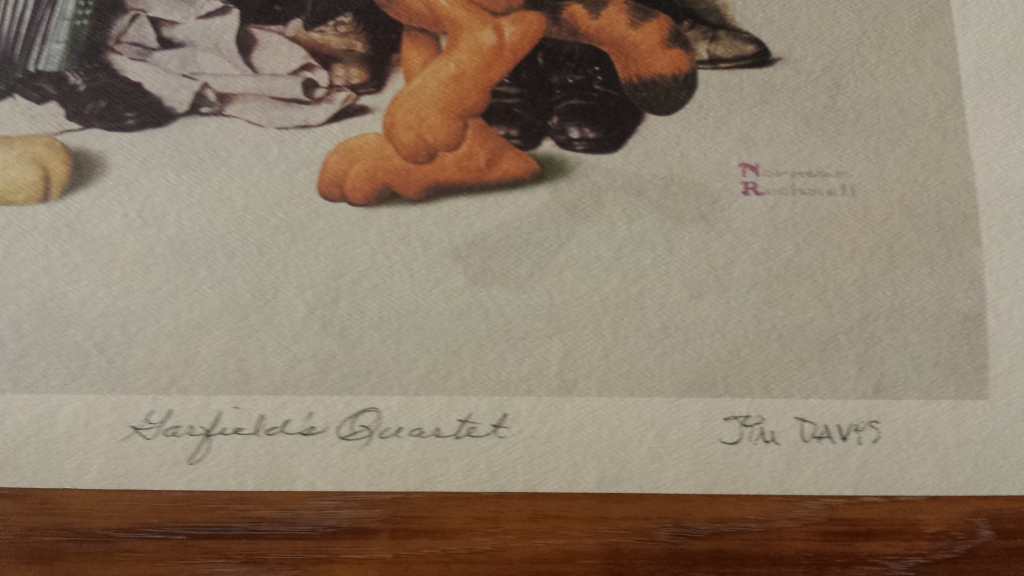 Norman
Rockwell
Garfield's Quartet
JIM DAVIS